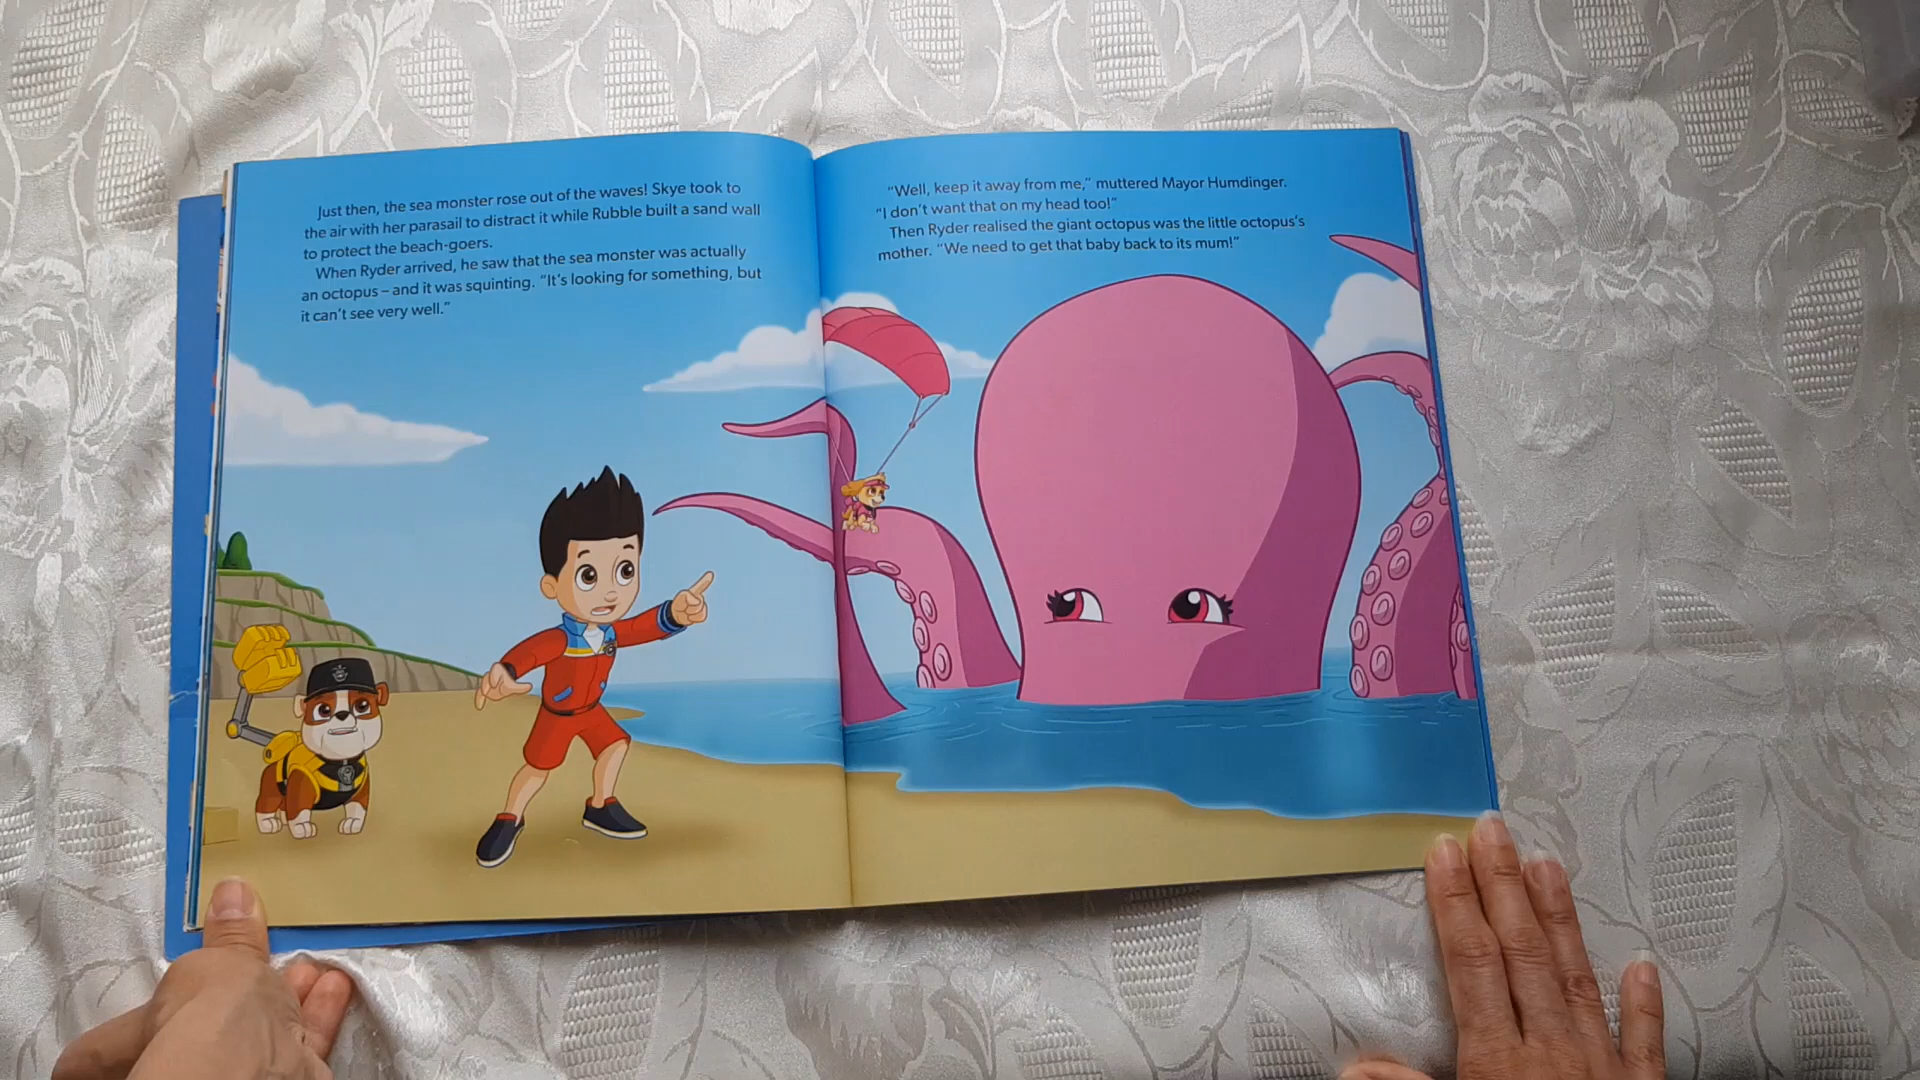 Just then, the sea monster rose out of the waves! Skye took to
the air with her parasail to distract it while Rubble built a sand wall
to protect the beach-goers.
When Ryder arrived, he saw that the sea monster was actually
an octopus – and it was squinting. “It’s looking for something, but
it can’t see very well.”
“Well, keep it away from me,” muttered Mayor Humdinger.
“I don’t want that on my head too!”
Then Ryder realised the giant octopus was the little octopus’s
mother. “We need to get that baby back to its mum!”